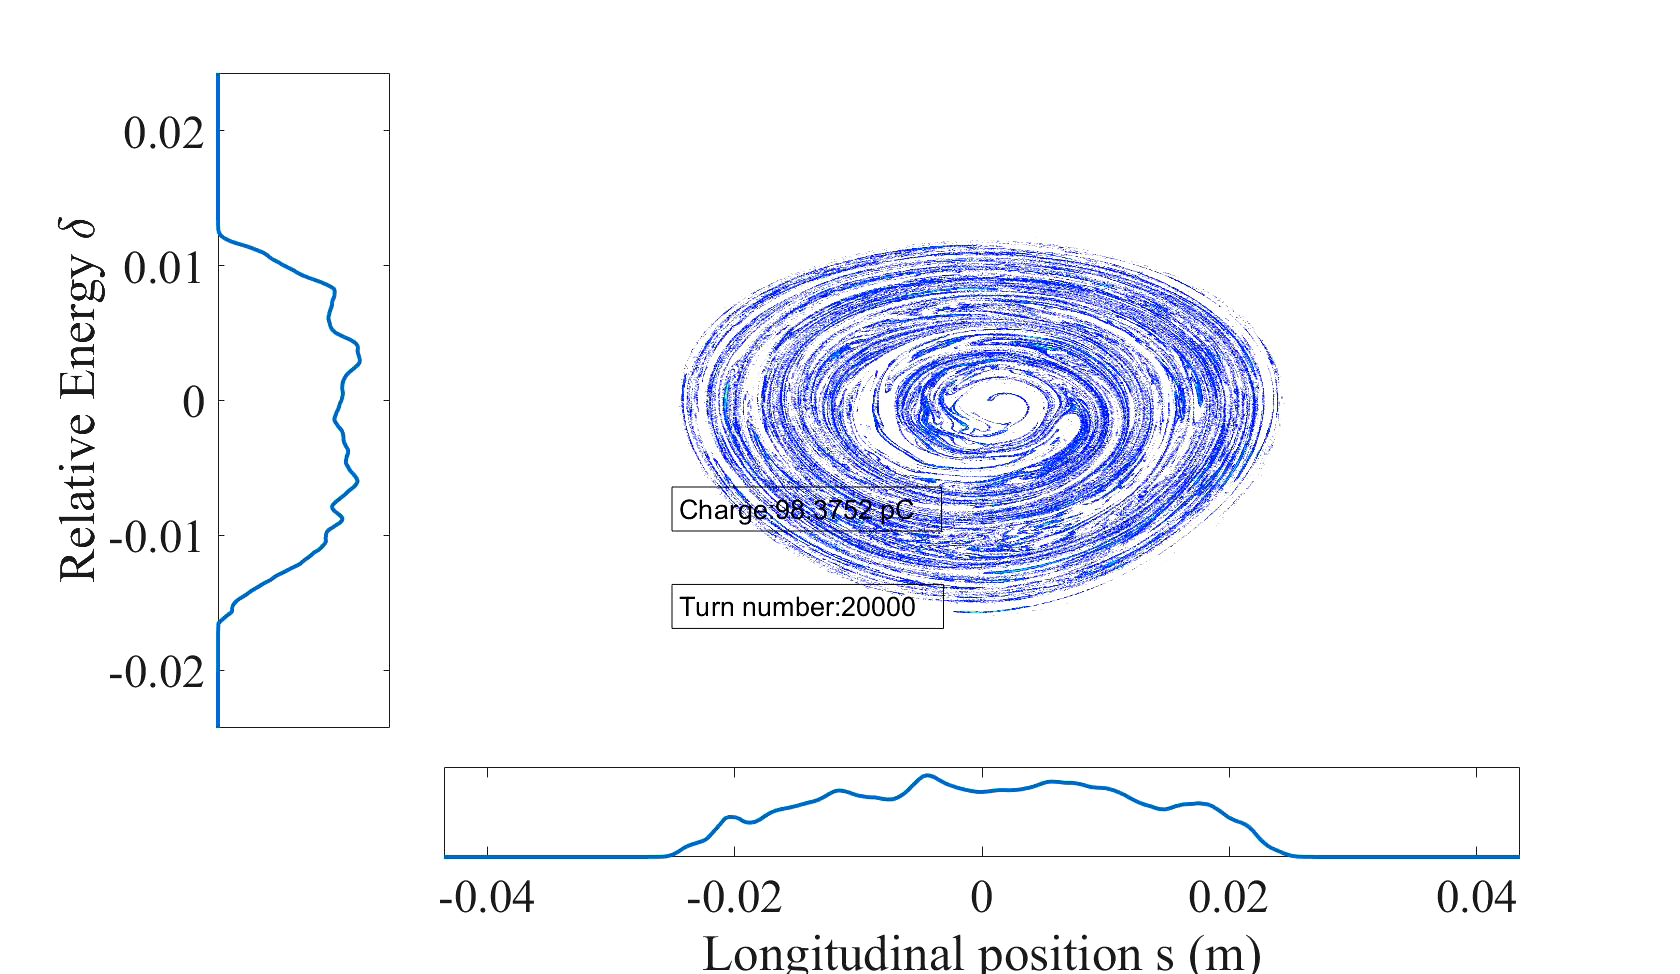 Relative Energy δ
0.02
0.01
0
-0.01
-0.02
Charge:98.3752 pC
Turn number:20000
-0.04
-0.02
0
0.02
0.04
Longitudinal position s (m)